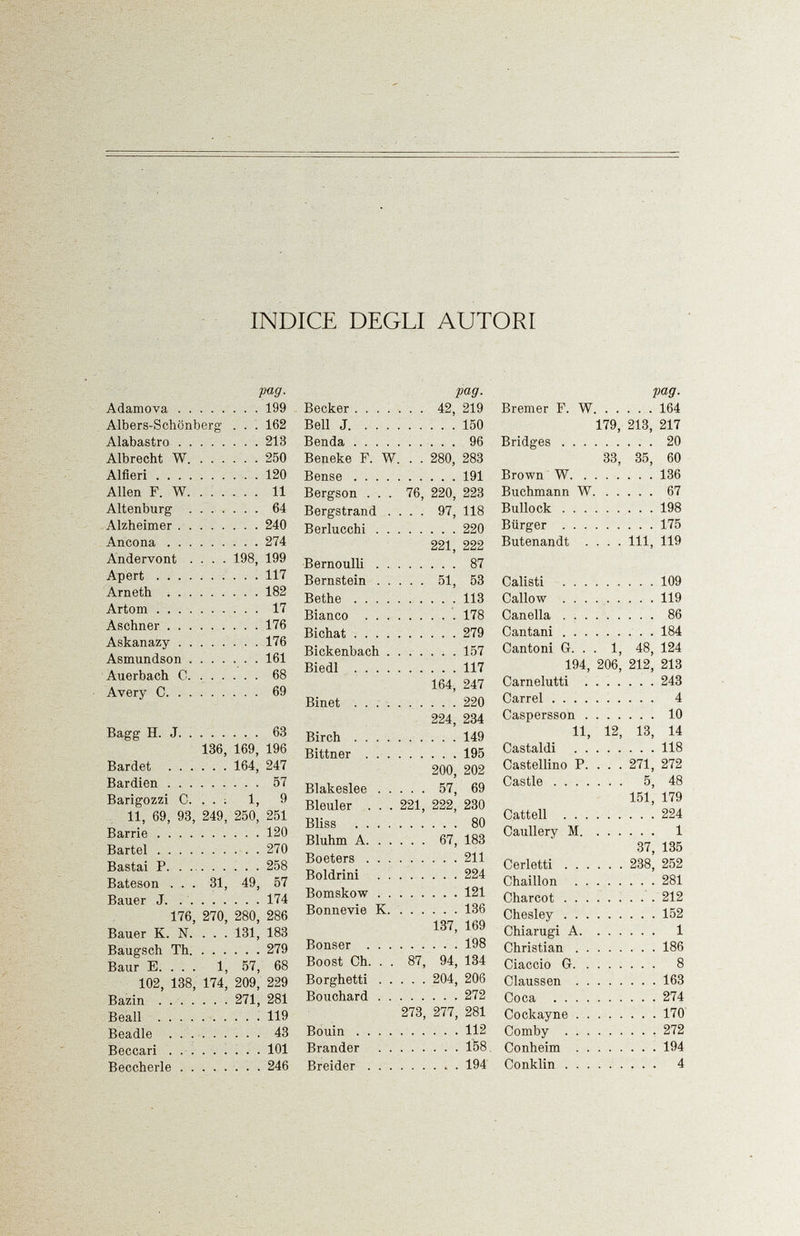 INDICE DEGLI AUTORI
pag.
Adamova . . . . . . . . 199
Albers-Schönberg . . . 162
Alabastro . . . . . . . . 213
Albrecht W. . . . . . . 250
Alfieri . . . . . . . . . . 120
Allen F. W. . . . . . . 11
Altenburg . . . . . . . 64
Alzheimer . . . . . . . . 240
Ancona . . . . . . . . . 274
Andervont . . . . 198, 199
Apert . . . . . . . . . . 117
Arneth . . . . . . . . . 182
Artom . . . . . . . . . . 17
Aschner . . . . . . . . . 176
Askanazy . . . . . . . . 176
Asmundson . . . . . . . 161
Auerbach C. . . . . . . 68
Avery C. . . . . . . . . 69
Bagg H. J. . . . . . . . 63
136, 169, 196
Bardet . . . . . . 164, 247
Bardien . . . . . . . . . 57
Barigozzi C. . . . 1, 9
11, 69, 93, 249, 250, 251
Barrie . . . . . . . . . . 120
Bartel . . . . . . . . . . 270
Bastai P. . . . . . . . . 258
Bateson . . . 31, 49, 57
Bauer J. . . . . . . . . 174
176, 270, 280, 286
Bauer K. N. . . . 131, 183
Baugsch Th. . . . . . . 279
Baur E. . . . 1, 57, 68
102, 138, 174, 209, 229
Bazin . . . . . . . 271, 281
Beall . . . . . . . . . . 119
Beadle . . . . . . . . . 43
Beccari . . . . . . . . . 101
Beccherle . . . . . . . . 246
pag.
Becker . . . . . . . 42, 219
Bell J. . . . . . . . . . 150
Benda . . . . . . . . . . 96
Beneke F. W. . . 280, 283
Bense . . . . . . . . . . 191
Bergson . . . 76, 220, 223
Bergstrand . . . . 97, 118
Berlucchi . . . . . . . . 220
221, 222
Bernoulli . . . . . . . . 87
Bernstein . . . . . 51, 53
Bethe . . . . . . . . . . 113
Bianco . . . . . . . . . 178
Bichat . . . . . . . . . . 279
Bickenbach . . . . . . . 157
Biedl . . . . . . . . . . 117
164, 247
Binet . . . . . . . . . . 220
224, 234
Birch . . . . . . . . . . 149
Bittner . . . . . . . . . 195
200, 202
Blakeslee . . . . . 57, 69
Bleuler . . . 221, 222, 230
Bliss . . . . . . . . . . 80
Bluhm A. . . . . . 67, 183
Boeters . . . . . . . . . 211
Boldrini . . . . . . . . 224
Bomskow . . . . . . . . 121
Bonnevie K. . . . . . . 136
137, 169
Bonser . . . . . . . . . 198
Boost Ch. . . 87, 94, 134
Borghetti . . . . . 204, 206
Bouchard . . . . . . . . 272
273, 277, 281
Bouin . . . . . . . . . . 112
Brander . . . . . . . . 158
Breider . . . . . . . . . 194
pag.
Bremer F. W. . . . . . 164
179, 213, 217
Bridges . . . . . . . . . 20
33, 35, 60
Brown W. . . . . . . . 136
Buchmann W. . . . . . 67
Bullock . . . . . . . . . 198
Bürger . . . . . . . . . 175
Butenandt . . . . 111, 119
Calisti . . . . . . . . . 109
Callow . . . . . . . . . 119
Canella . . . . . . . . . 86
Cantani . . . . . . . . . 184
Cantoni G. . . 1, 48, 124
194, 206, 212, 213
Carnelutti . . . . . . . 243
Carrel . . . . . . . . . . 4
Caspersson . . . . . . . 10
11, 12, 13, 14
Castaldi . . . . . . . . 118
Castellino P. . . . 271, 272
Castle . . . . . . . 5, 48
151, 179
Cattell . . . . . . . . . 224
Caullery M. . . . . . . 1
37, 135
Cerletti . . . . . . 238, 252
Chaillon . . . . . . . . 281
Charcot . . . . . . . . . 212
Chesley . . . . . . . . . 152
Chiarugi A. . . . . . . 1
Christian . . . . . . . . 186
Ciaccio G. . . . . . . . 8
Claussen . . . . . . . . 163
Coca . . . . . . . . . . 274
Cockayne . . . . . . . . 170
Comby . . . . . . . . . 272
Conheim . . . . . . . . 194
Conklin . . . . . . . . . 4